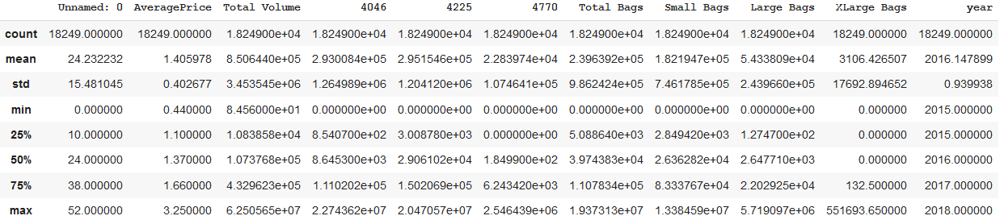 Unnamed: 0 AveragePrice Total Volume 4046 4225 4770 Total Bags Small Bags Large Bags XLarge Bags year
count 18249.000000 18249.000000 1.824900e+04 1.824900e+04 1.824900e+04 1.824900e+04 1.824900e+04 1.824900e+04 1.824900e+04 18249.000000 18249.000000
mean 24.232232 1.405978 8.506440e+05 2.930084e+05 2.951546e+05 2.283974e+04 2.396392e+05 1.821947e+05 5.433809e+04 3106.426507 2016.147899
std 15.481045 0.402677 3.453545e+06 1.264989e+06 1.204120e+06 1.074641e+05 9.862424e+05 7.461785e+05 2.439660e+05 17692.894652 0.939938
min 0.000000 0.440000 8.456000e+01 0.000000e+00 0.000000e+00 0.000000e+00 0.000000e+00 0.000000e+00 0.000000e+00 0.000000 2015.000000
25% 10.000000 1.100000 1.083858e+04 8.540700e+02 3.008780e+03 0.000000e+00 5.088640e+03 2.849420e+03 1.274700e+02 0.000000 2015.000000
50% 24.000000 1.370000 1.073768e+05 8.645300e+03 2.906102e+04 1.849900e+02 3.974383e+04 2.636282e+04 2.647710e+03 0.000000 2016.000000
75% 38.000000 1.660000 4.329623e+05 1.110202e+05 1.502069e+05 6.243420e+03 1.107834e+05 8.333767e+04 2.202925e+04 132.500000 2017.000000
max 52.000000 3.250000 6.250565e+07 2.274362e+07 2.047057e+07 2.546439e+06 1.937313e+07 1.338459e+07 5.719097e+06 551693.650000 2018.000000